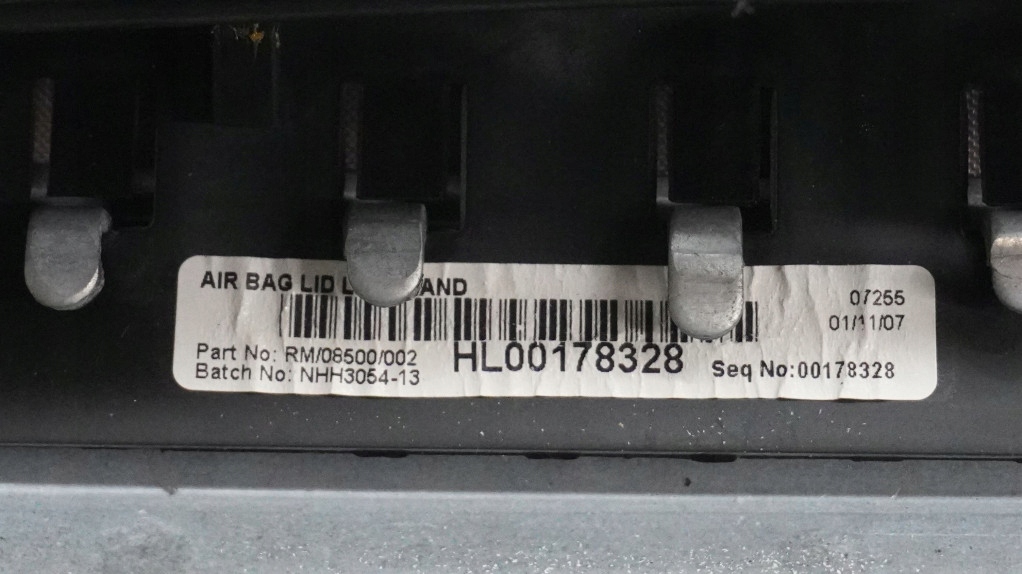 AIR BAG LID L AND
07255
01/11/07
Part No: RM/08500/002
HL00178328
Seq No:00178328
Batch No: NHH3054-13